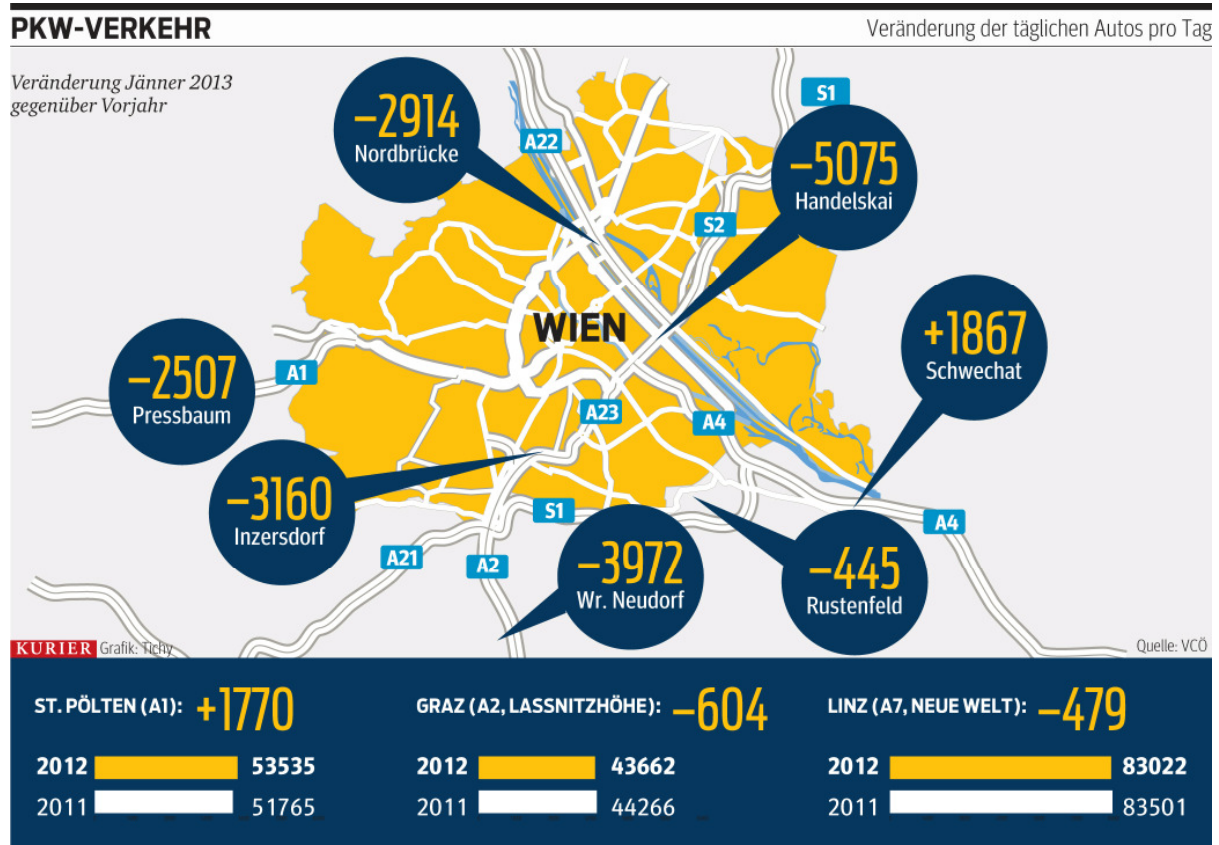 PKW-VERKEHR
Veränderung der täglichen Autos pro Tag
Veränderung Jänner 2013
gegenüber Vorjahr
–2914
Nordbrücke
–5075
Handelskai
+1867
Schwechat
–2507
Pressbaum
–3160
Inzersdorf
–3972
Wr. Neudorf
–445
Rustenfeld
WIEN
A22
S1
S2
A1
A23
A4
S1
A21
A2
A4
KURIER Grafik: Tichy
Quelle: VCÖ
ST. PÖLTEN (A1): +1770
2012 53535
2011 51765
GRAZ (A2, LASSNITZHÖHE): –604
2012 43662
2011 44266
LINZ (A7, NEUE WELT): –479
2012 83022
2011 83501